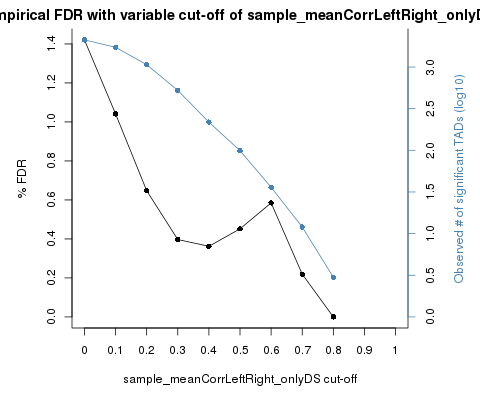 mpirical FDR with variable cut-off of sample_meanCorrLeftRight_onlyD
% FDR
0.0 0.2 0.4 0.6 0.8 1.0 1.2 1.4
0 0.1 0.2 0.3 0.4 0.5 0.6 0.7 0.8 0.9 1
sample_meanCorrLeftRight_onlyDS cut-off
0.0 0.5 1.0 1.5 2.0 2.5 3.0
Observed # of significant TADs (log10)